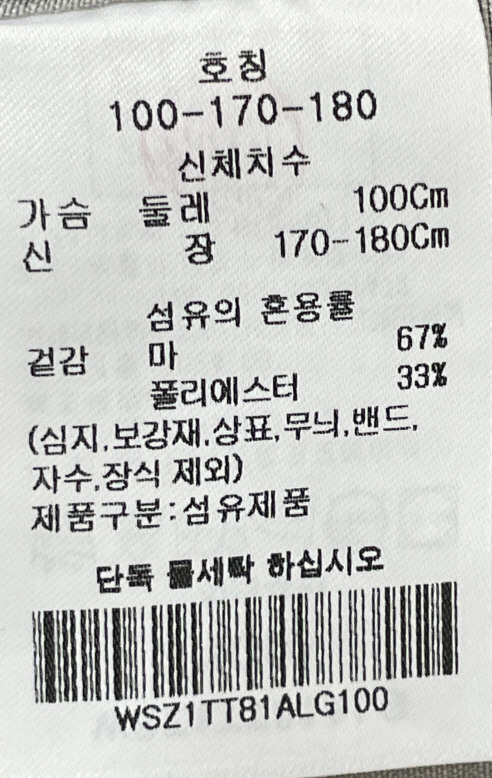 호칭
100-170-180
신체치수
가슴 둘레 100Cm
신 장 170-180Cm
섬유의 혼용률
겉감 마 67%
폴리에스터 33%
(심지,보강재,상표,무늬,밴드,
자수,장식 제외)
제품구분:섬유제품
단독 물세탁 하십시오
WSZ1TT81ALG100